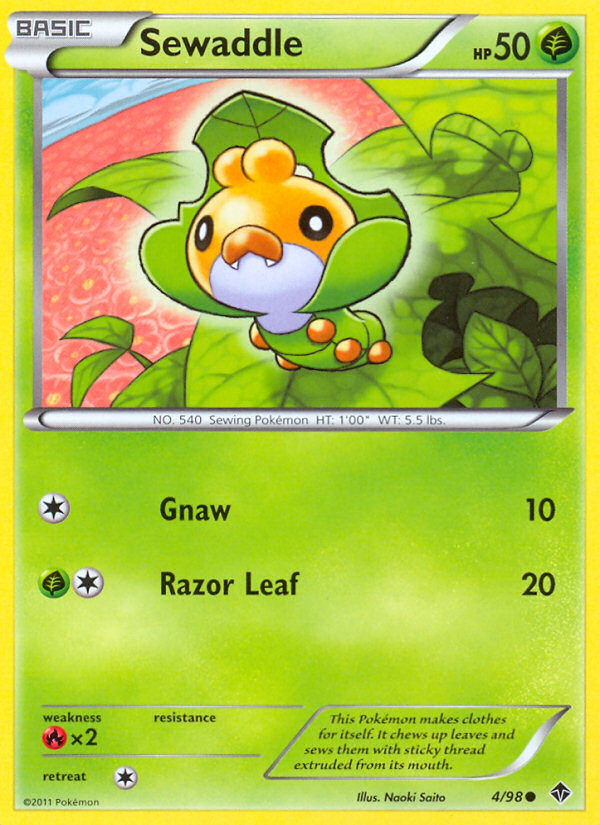 BASIC
Sewaddle
HP 50
NO. 540 Sewing Pokémon HT: 1'00" WT: 5.5 lbs.
Gnaw 10
Razor Leaf 20
weakness resistance
×2
This Pokémon makes clothes
for itself. It chews up leaves and
sews them with sticky thread
extruded from its mouth.
retreat
©2011 Pokémon
Illus. Naoki Saito
4/98